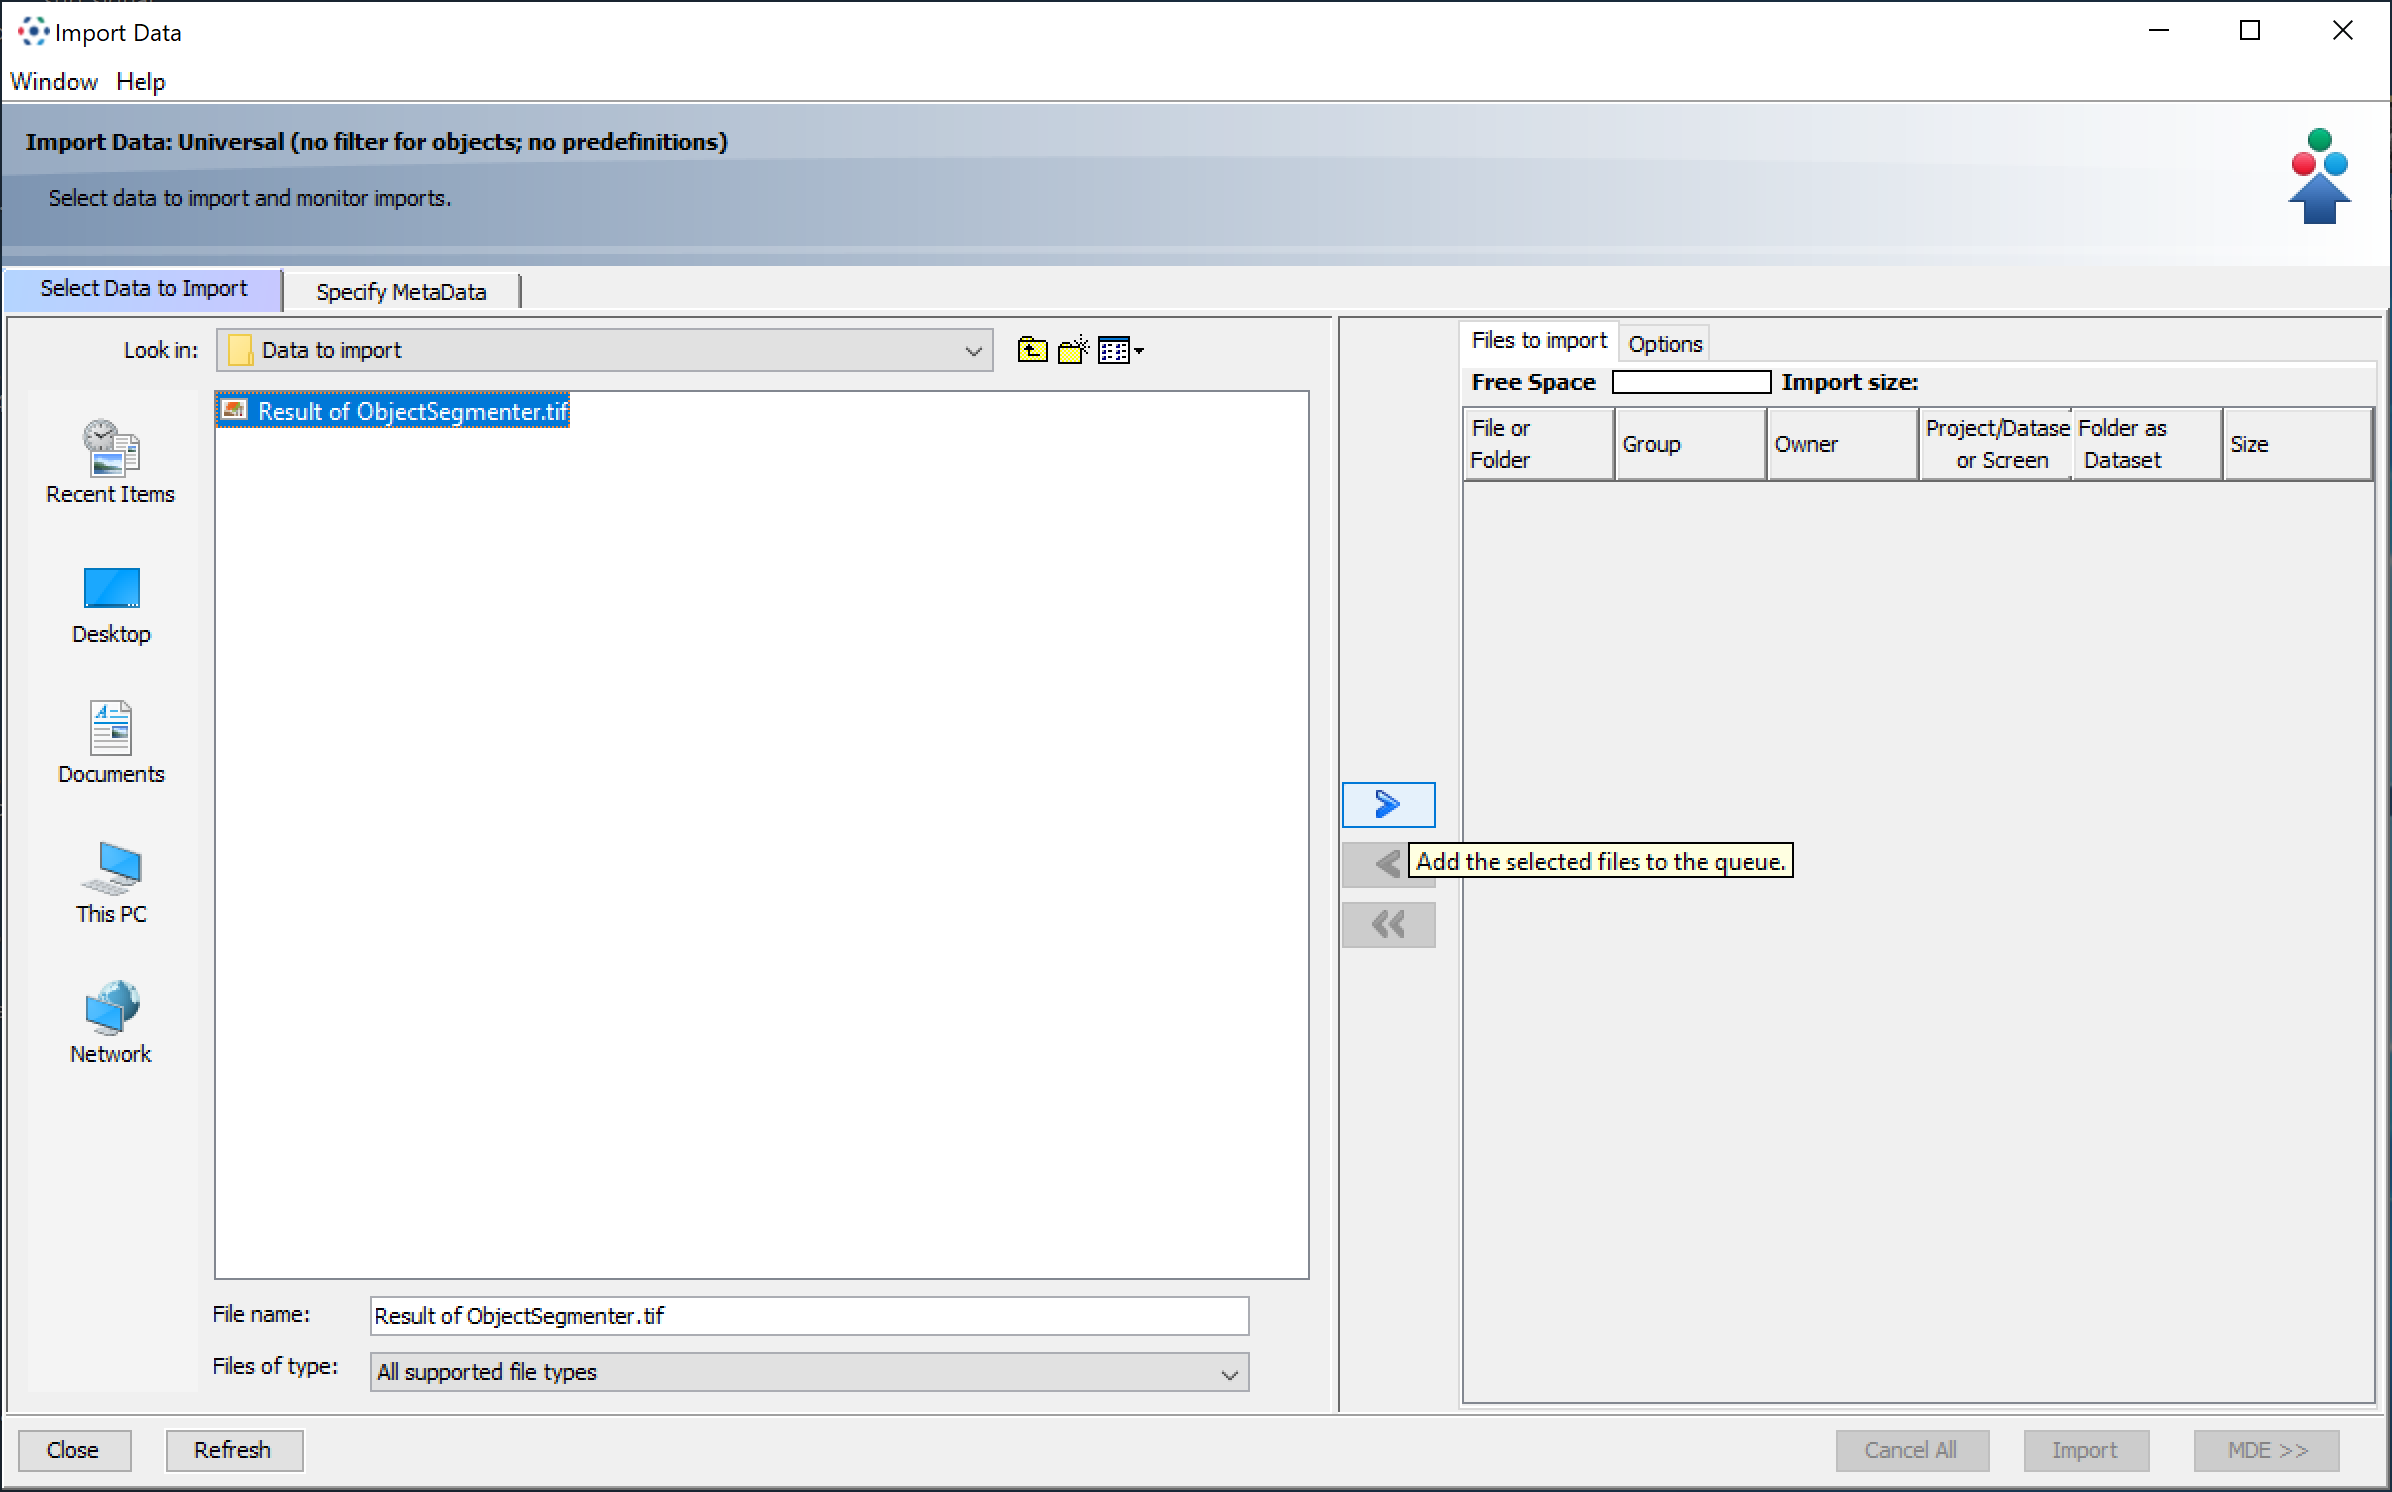 Import Data
Window Help
Import Data: Universal (no filter for objects; no predefinitions)
Select data to import and monitor imports.
Select Data to Import
Specify MetaData
Look in:
Data to import
Recent Items
Desktop
Documents
This PC
Network
Result of ObjectSegmenter.tif
File name:
Result of ObjectSegmenter.tif
Files of type:
All supported file types
Add the selected files to the queue.
Files to import
Options
Free Space
Import size:
File or
Folder
Group
Owner
Project/Datase
or Screen
Folder as
Dataset
Size
Close
Refresh
Cancel All
Import
MDE >>